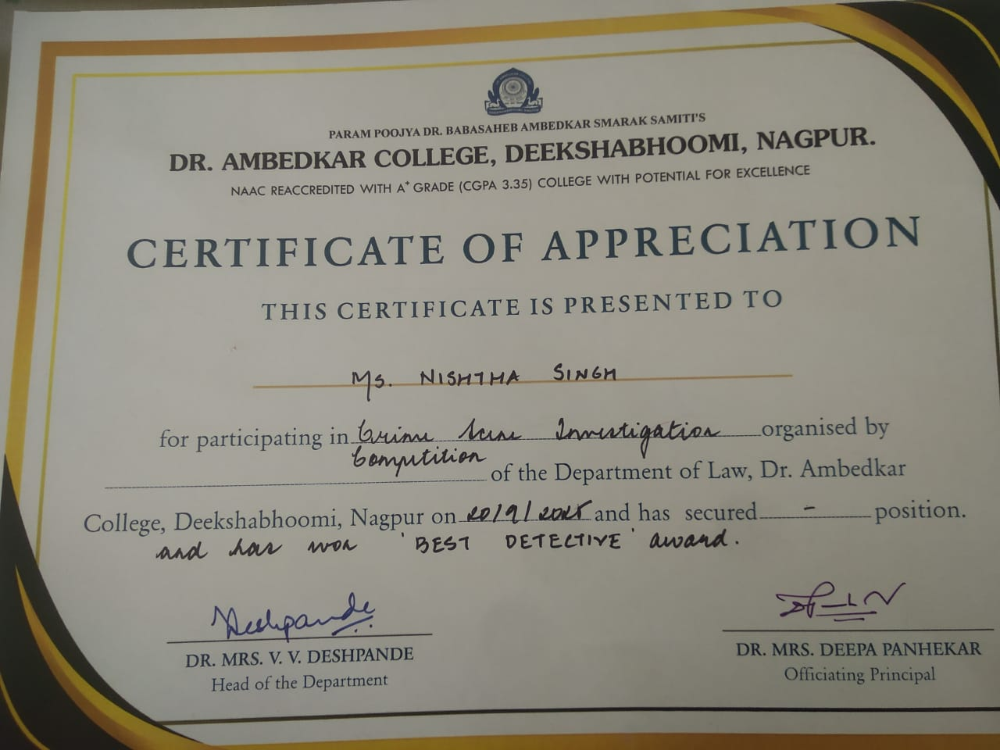 PARAM POOJYA DR. BABASAHEB AMBEDKAR SMARAK SAMITI'S
DR. AMBEDKAR COLLEGE, DEEKSHABHOOMI, NAGPUR.
NAAC REACCREDITED WITH A+ GRADE (CGPA 3.35) COLLEGE WITH POTENTIAL FOR EXCELLENCE
CERTIFICATE OF APPRECIATION
THIS CERTIFICATE IS PRESENTED TO
Ms. NISHTHA SINGH
for participating in Crime Scene Investigation organised by
Competition
of the Department of Law, Dr. Ambedkar
College, Deekshabhoomi, Nagpur on 20/9/2025 and has secured - position.
and has won 'BEST DETECTIVE' award.
Deshpande
DR. MRS. V. V. DESHPANDE
Head of the Department
DR. MRS. DEEPA PANHEKAR
Officiating Principal